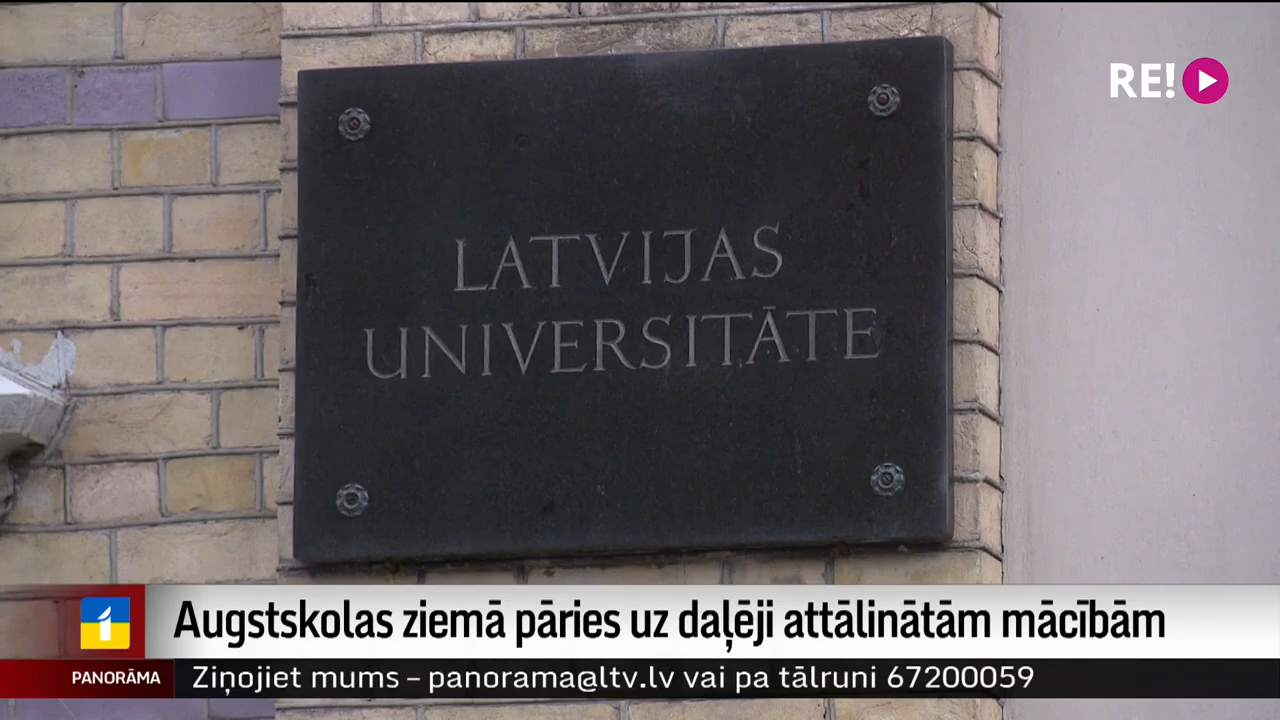 RE!
LATVIJAS
UNIVERSITĀTE
1
Augstskolas ziemā pāries uz daļēji attālinātām mācībām
PANORĀMA
Ziņojiet mums – panorama@ltv.lv vai pa tālruni 67200059